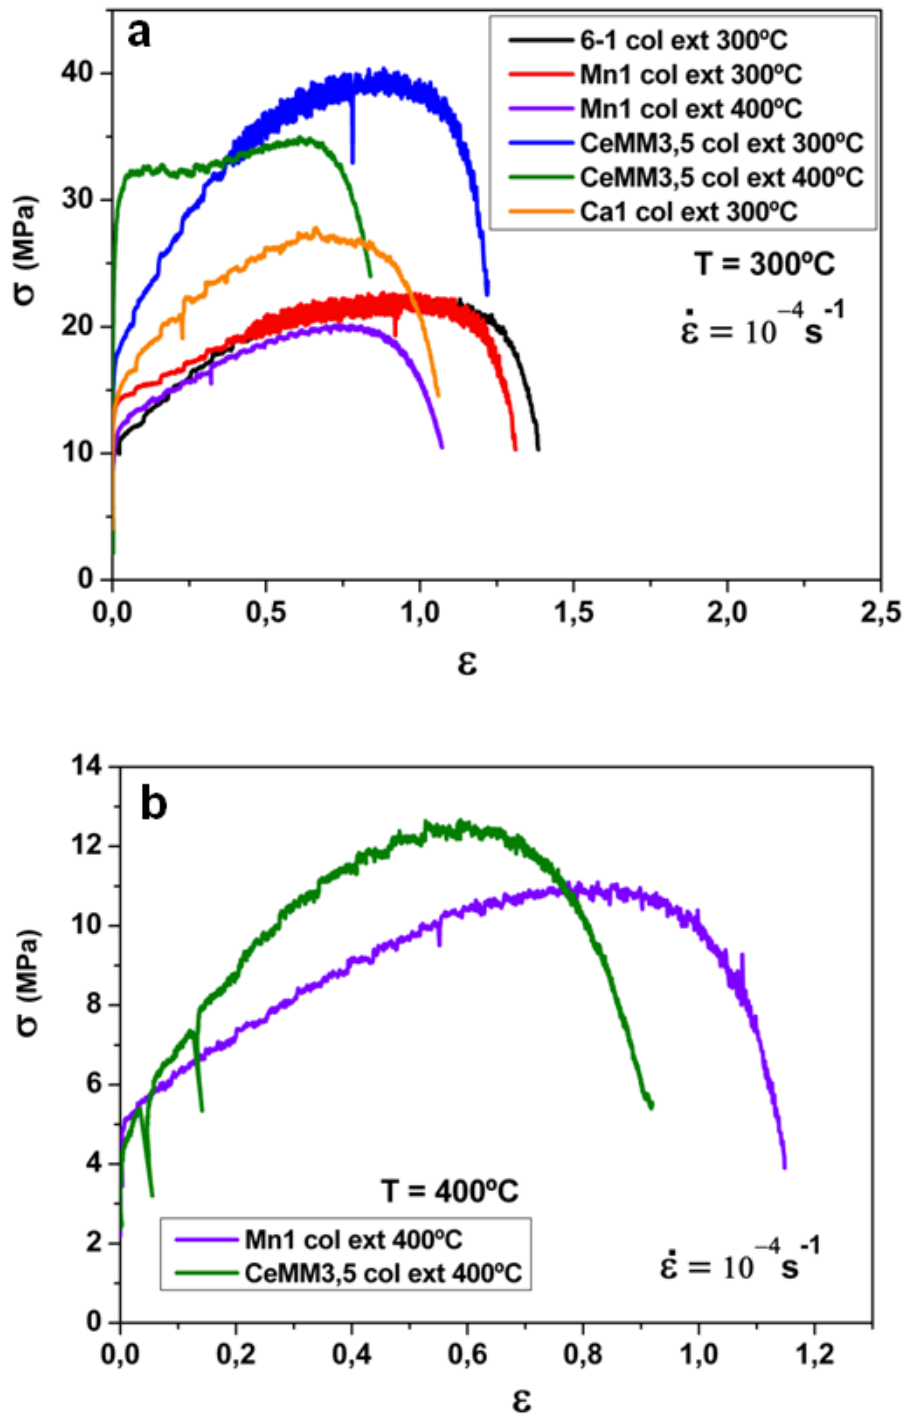 a
6-1 col ext 300ºC
Mn1 col ext 300ºC
Mn1 col ext 400ºC
CeMM3,5 col ext 300ºC
CeMM3,5 col ext 400ºC
Ca1 col ext 300ºC
T = 300ºC
ε̇ = 10⁻⁴ s⁻¹
σ (MPa)
40
30
20
10
0
0,0 0,5 1,0 1,5 2,0 2,5
ε
b
σ (MPa)
14
12
10
8
6
4
2
0
T = 400ºC
Mn1 col ext 400ºC
CeMM3,5 col ext 400ºC
ε̇ = 10⁻⁴ s⁻¹
0,0 0,2 0,4 0,6 0,8 1,0 1,2
ε